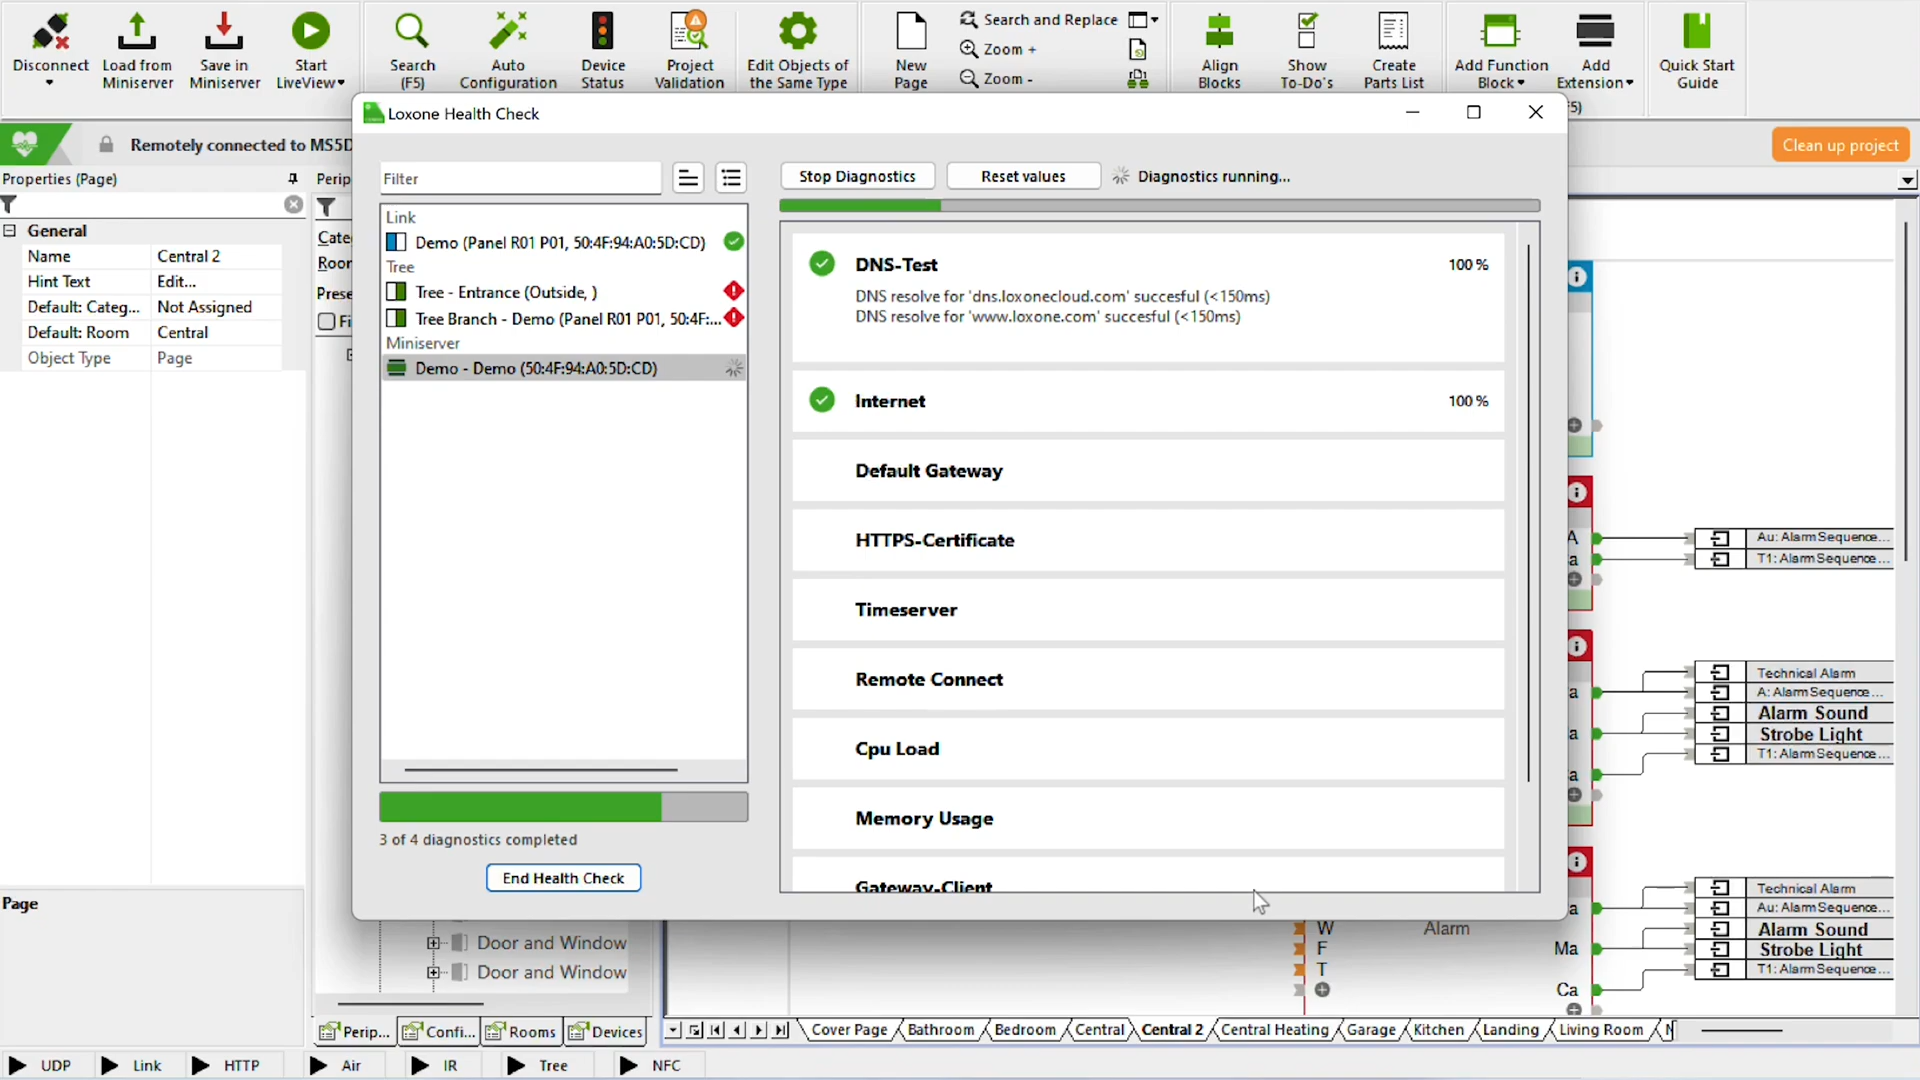 Disconnect
Load from
Miniserver
Save in
Miniserver
Start
LiveView
Search
(F5)
Auto
Configuration
Device
Status
Project
Validation
Edit Objects of
the Same Type
New
Page
Search and Replace
Zoom +
Zoom -
Align
Blocks
Show
To-Do's
Create
Parts List
Add Function
Block
Add
Extension
Quick Start
Guide
5)
Loxone Health Check
Remotely connected to MS5D
Clean up project
Properties (Page)
Perip
General
Name Central 2
Hint Text Edit...
Default: Categ... Not Assigned
Default: Room Central
Object Type Page
Page
Categ
Room
Prese
Fi
Filter
Link
Demo (Panel R01 P01, 50:4F:94:A0:5D:CD)
Tree
Tree - Entrance (Outside, )
Tree Branch - Demo (Panel R01 P01, 50:4F:...
Miniserver
Demo - Demo (50:4F:94:A0:5D:CD)
3 of 4 diagnostics completed
End Health Check
Stop Diagnostics
Reset values
Diagnostics running...
DNS-Test 100 %
DNS resolve for 'dns.loxonecloud.com' succesful (<150ms)
DNS resolve for 'www.loxone.com' succesful (<150ms)
Internet 100 %
Default Gateway
HTTPS-Certificate
Timeserver
Remote Connect
Cpu Load
Memory Usage
Gateway-Client
A
a
Au: Alarm Sequence...
T1: Alarm Sequence...
a
a
a
Technical Alarm
A: Alarm Sequence...
Alarm Sound
Strobe Light
T1: Alarm Sequence...
a
Ma
Ca
Technical Alarm
Au: Alarm Sequence...
Alarm Sound
Strobe Light
T1: Alarm Sequence...
W
F
T
Alarm
Door and Window
Door and Window
Perip...
Confi...
Rooms
Devices
Cover Page
Bathroom
Bedroom
Central
Central 2
Central Heating
Garage
Kitchen
Landing
Living Room
UDP
Link
HTTP
Air
IR
Tree
NFC